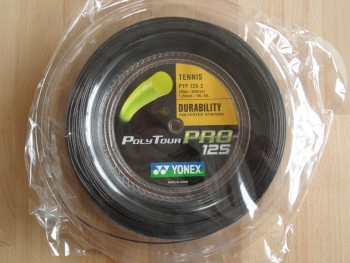 TENNIS
PTP 125-2
DURABILITY
POLYESTER STRINGS
POLYTOUR PRO
125
YONEX
MADE IN JAPAN